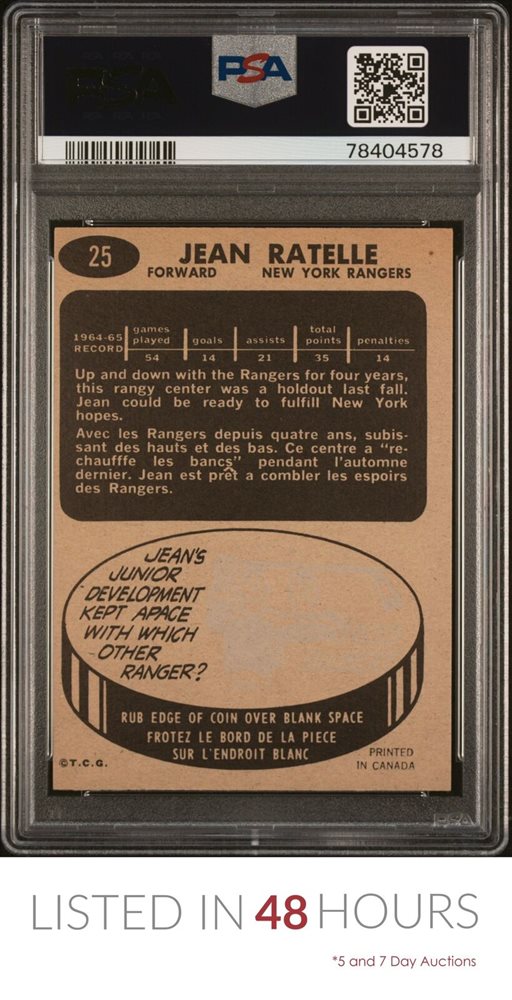 PSA
PSA
78404578
25
JEAN RATELLE
FORWARD NEW YORK RANGERS
1964-65 RECORD games played goals assists total points penalties
54 14 21 35 14
Up and down with the Rangers for four years,
this rangy center was a holdout last fall.
Jean could be ready to fulfill New York
hopes.
Avec les Rangers depuis quatre ans, subis-
sant des hauts et des bas. Ce centre a "re-
chaufffe les bancs" pendant l'automne
dernier. Jean est prêt a combler les espoirs
des Rangers.
JEAN'S
JUNIOR
DEVELOPMENT
KEPT APACE
WITH WHICH
OTHER
RANGER?
RUB EDGE OF COIN OVER BLANK SPACE
FROTEZ LE BORD DE LA PIECE
SUR L'ENDROIT BLANC
©T.C.G.
PRINTED
IN CANADA
PSA
LISTED IN 48 HOURS
*5 and 7 Day Auctions